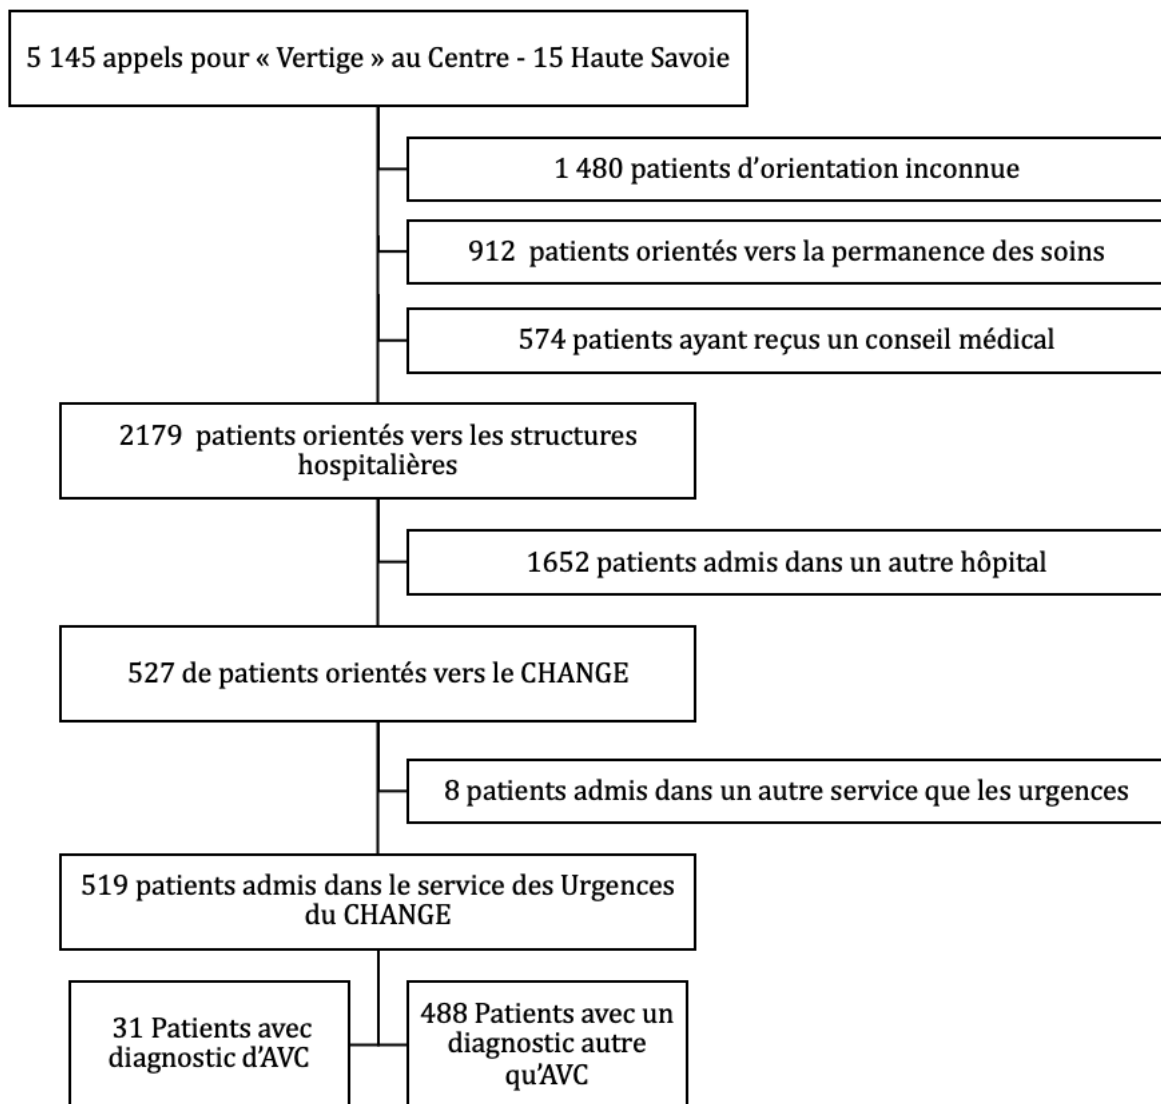 5 145 appels pour « Vertige » au Centre - 15 Haute Savoie
1 480 patients d’orientation inconnue
912 patients orientés vers la permanence des soins
574 patients ayant reçus un conseil médical
2179 patients orientés vers les structures
hospitalières
1652 patients admis dans un autre hôpital
527 de patients orientés vers le CHANGE
8 patients admis dans un autre service que les urgences
519 patients admis dans le service des Urgences
du CHANGE
31 Patients avec
diagnostic d’AVC
488 Patients avec un
diagnostic autre
qu’AVC